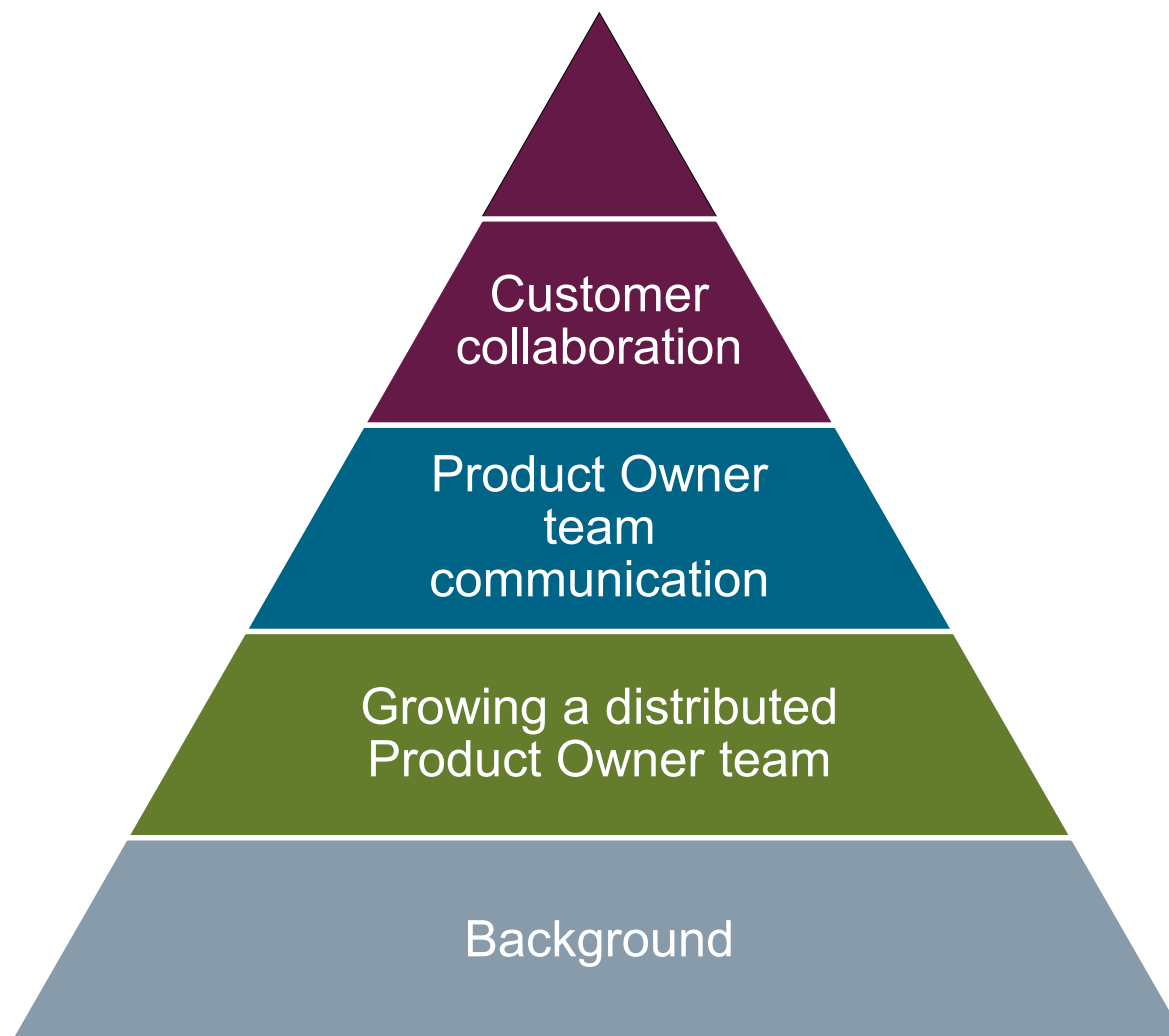 Customer
collaboration
Product Owner
team
communication
Growing a distributed
Product Owner team
Background